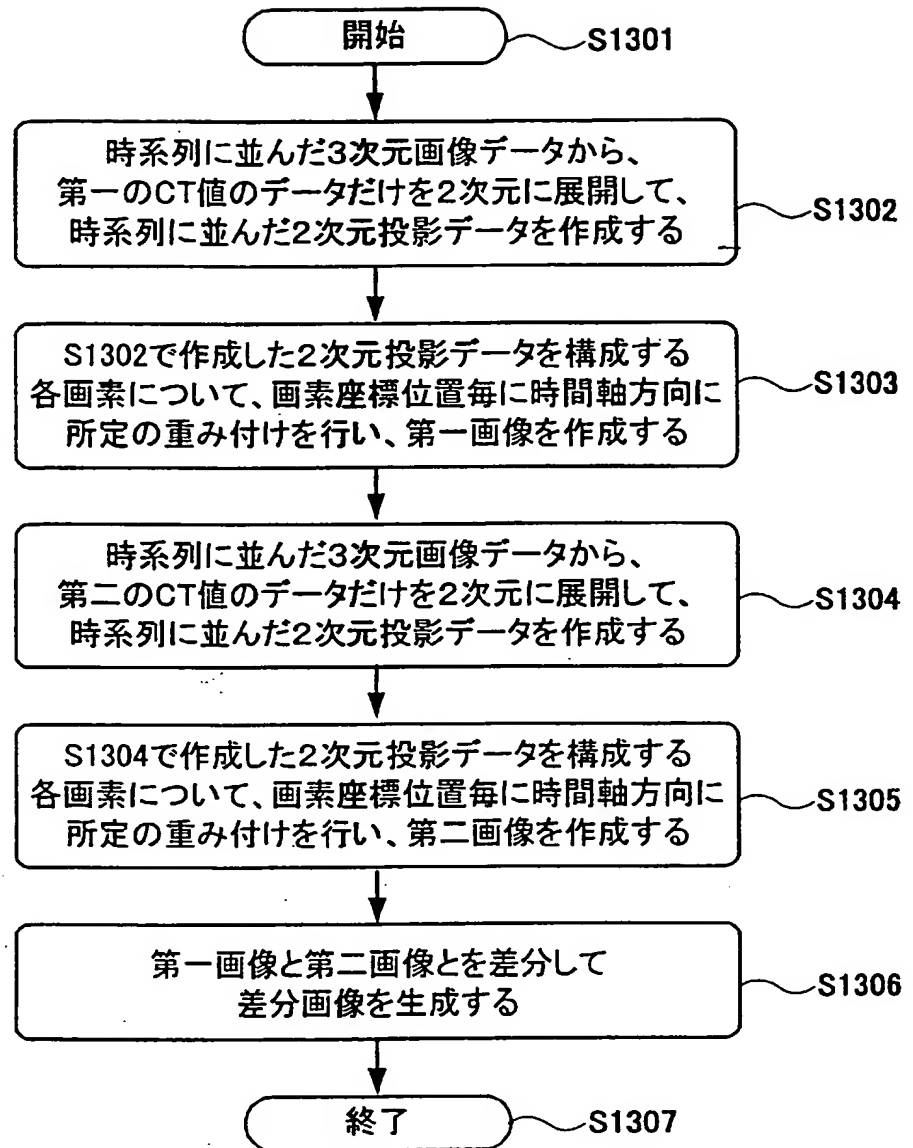 開始
S1301
時系列に並んだ3次元画像データから、
第一のCT値のデータだけを2次元に展開して、
時系列に並んだ2次元投影データを作成する
S1302
S1302で作成した2次元投影データを構成する
各画素について、画素座標位置毎に時間軸方向に
所定の重み付けを行い、第一画像を作成する
S1303
時系列に並んだ3次元画像データから、
第二のCT値のデータだけを2次元に展開して、
時系列に並んだ2次元投影データを作成する
S1304
S1304で作成した2次元投影データを構成する
各画素について、画素座標位置毎に時間軸方向に
所定の重み付けを行い、第二画像を作成する
S1305
第一画像と第二画像とを差分して
差分画像を生成する
S1306
終了
S1307